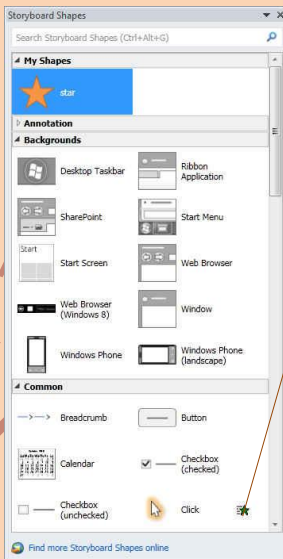 Storyboard Shapes
Search Storyboard Shapes (Ctrl+Alt+G)
My Shapes
star
Annotation
Backgrounds
Desktop Taskbar
Ribbon
Application
SharePoint
Start Menu
Start
Start Screen
Web Browser
Web Browser
(Windows 8)
Window
Windows Phone
Windows Phone
(landscape)
Common
Breadcrumb
Button
Calendar
Checkbox
(checked)
Checkbox
(unchecked)
Click
Find more Storyboard Shapes online